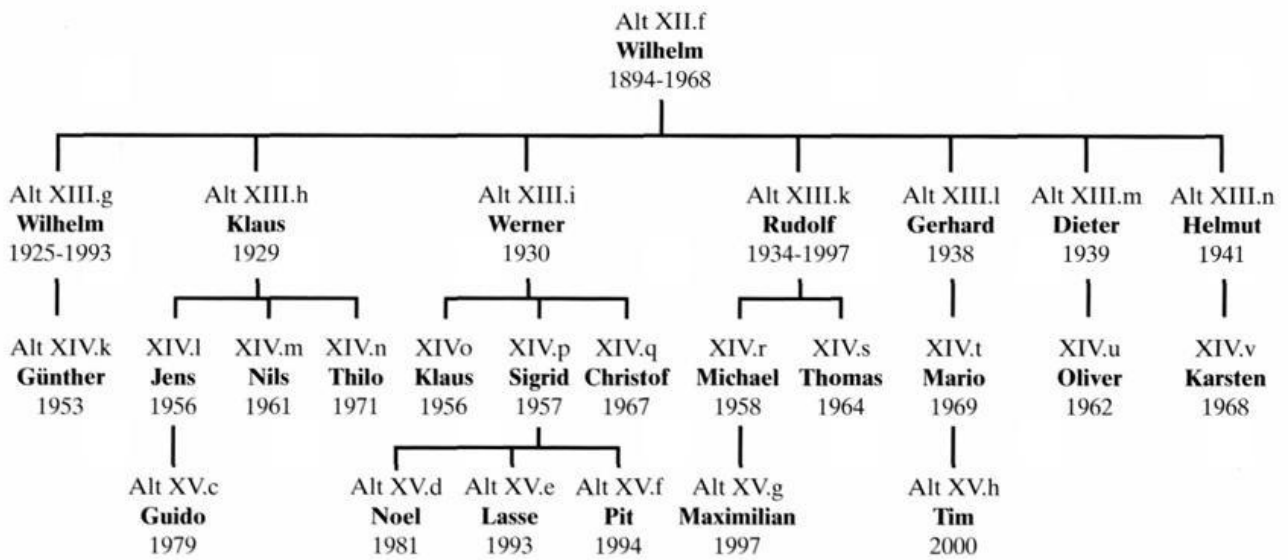 Alt XII.f
Wilhelm
1894-1968
Alt XIII.g Alt XIII.h Alt XIII.i Alt XIII.k Alt XIII.l Alt XIII.m Alt XIII.n
Wilhelm Klaus Werner Rudolf Gerhard Dieter Helmut
1925-1993 1929 1930 1934-1997 1938 1939 1941
Alt XIV.k XIV.l XIV.m XIV.n XIVo XIV.p XIV.q XIV.r XIV.s XIV.t XIV.u XIV.v
Günther Jens Nils Thilo Klaus Sigrid Christof Michael Thomas Mario Oliver Karsten
1953 1956 1961 1971 1956 1957 1967 1958 1964 1969 1962 1968
Alt XV.c Alt XV.d Alt XV.e Alt XV.f Alt XV.g Alt XV.h
Guido Noel Lasse Pit Maximilian Tim
1979 1981 1993 1994 1997 2000